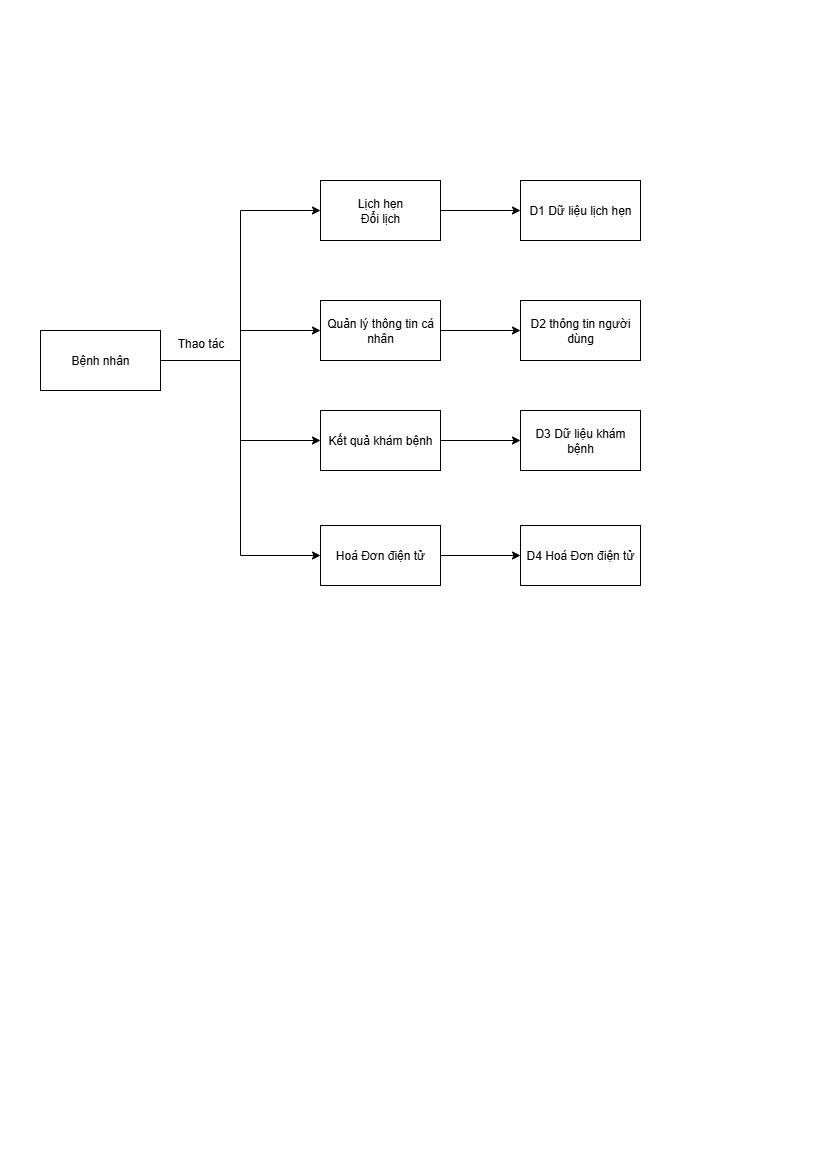 Lịch hẹn
Đổi lịch
D1 Dữ liệu lịch hẹn
Bệnh nhân
Thao tác
Quản lý thông tin cá
nhân
D2 thông tin người
dùng
Kết quả khám bệnh
D3 Dữ liệu khám
bệnh
Hoá Đơn điện tử
D4 Hoá Đơn điện tử